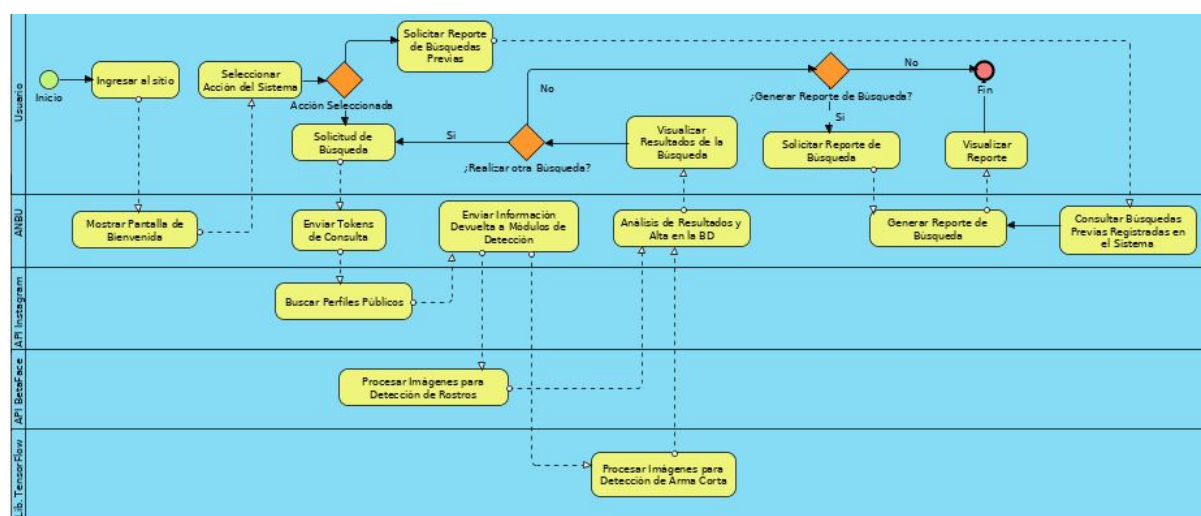 Usuario
Inicio
Ingresar al sitio
Seleccionar
Acción del Sistema
Acción Seleccionada
Solicitar Reporte
de Búsquedas
Previas
Solicitud de
Búsqueda
Si
No
¿Realizar otra Búsqueda?
Visualizar
Resultados de la
Búsqueda
¿Generar Reporte de Búsqueda?
No
Si
Fin
Solicitar Reporte de
Búsqueda
Visualizar
Reporte
ANBU
Mostrar Pantalla de
Bienvenida
Enviar Tokens
de Consulta
Enviar Información
Devuelta a Módulos de
Detección
Análisis de Resultados y
Alta en la BD
Generar Reporte de
Búsqueda
Consultar Búsquedas
Previas Registradas en
el Sistema
API Instagram
Buscar Perfiles Públicos
API BetaFace
Procesar Imágenes para
Detección de Rostros
Lib. TensorFlow
Procesar Imágenes para
Detección de Arma Corta